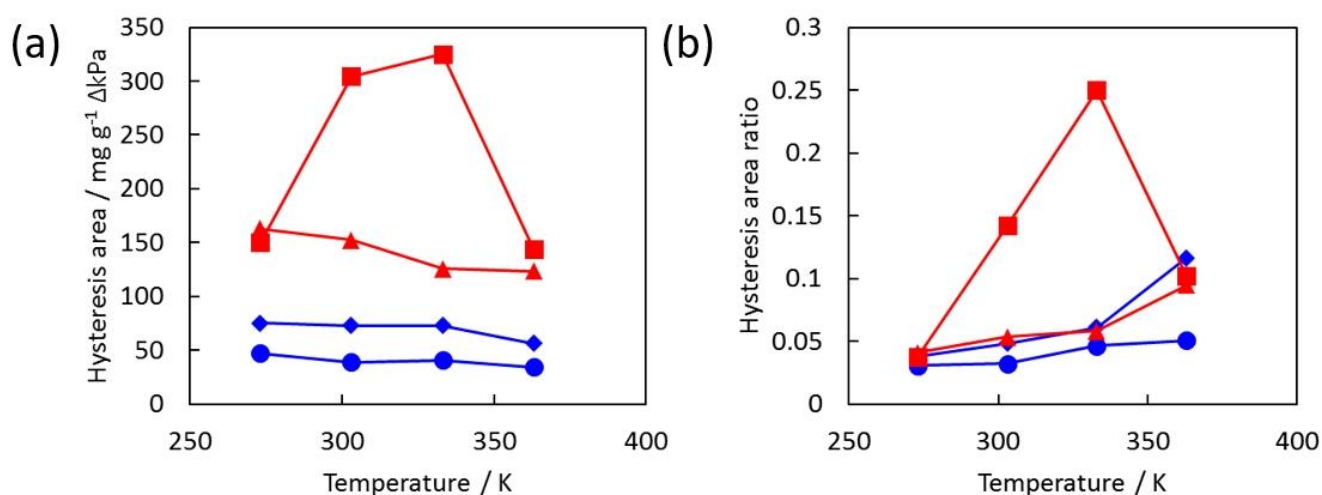 (a)
Hysteresis area / mg g⁻¹ ΔkPa
350
300
250
200
150
100
50
0
250 300 350 400
Temperature / K
(b)
Hysteresis area ratio
0.3
0.25
0.2
0.15
0.1
0.05
0
250 300 350 400
Temperature / K